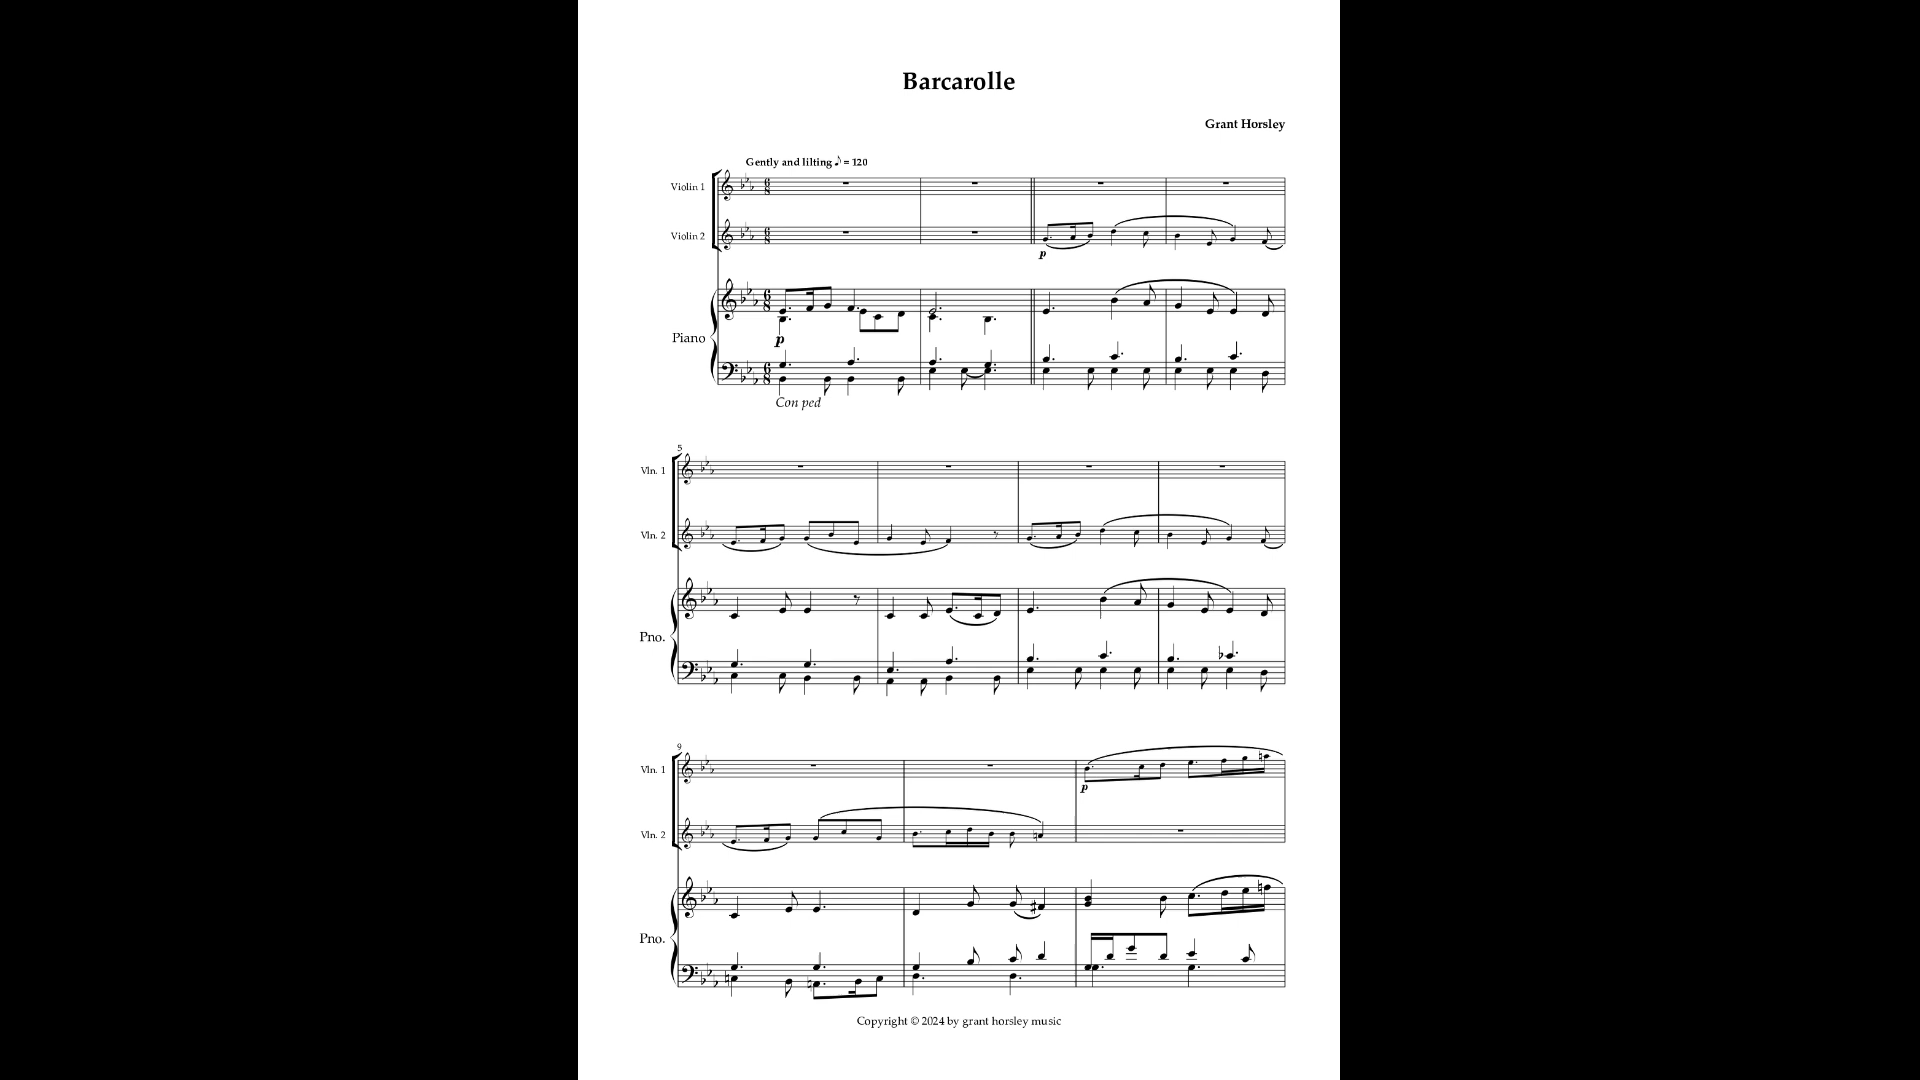 Barcarolle
Grant Horsley
Gently and lilting ♪ = 120
Violin 1
Violin 2
p
Piano
p
Con ped
5
Vln. 1
Vln. 2
Pno.
9
Vln. 1
p
Vln. 2
Pno.
Copyright © 2024 by grant horsley music